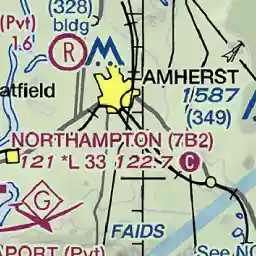 (328)
bldg
(Pvt)
1.6
R
AMHERST
atfield
1587
(349)
NORTHAMPTON (7B2)
121 *L 33 122.7 C
G
FAIDS
PORT (Pvt)
See NO